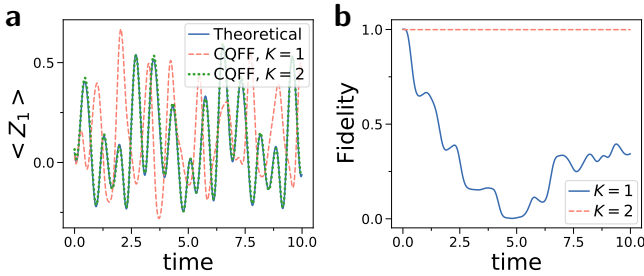 a
Theoretical
CQFF, K = 1
CQFF, K = 2
0.5
0.0
< Z₁ >
0.0 2.5 5.0 7.5 10.0
time
b
1.0
0.5
0.0
Fidelity
K = 1
K = 2
0.0 2.5 5.0 7.5 10.0
time